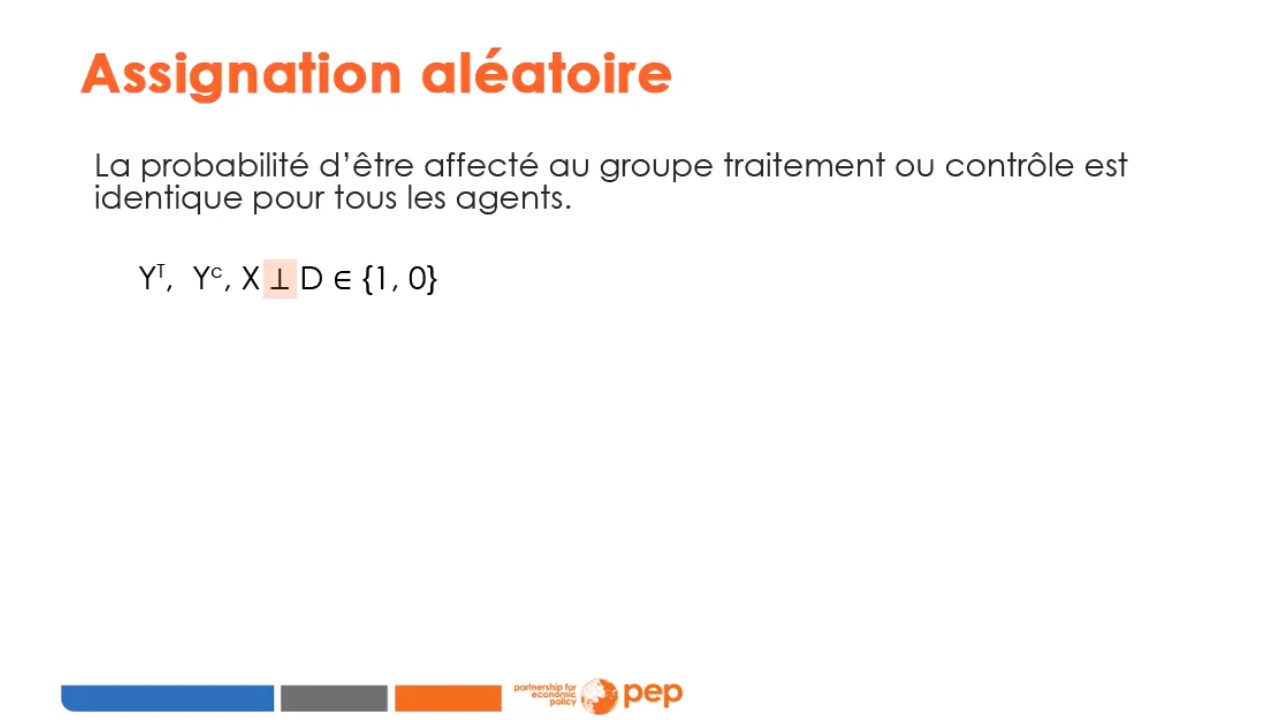 Assignation aléatoire
La probabilité d’être affecté au groupe traitement ou contrôle est
identique pour tous les agents.
Yᵀ, Yᶜ, X ⊥ D ∈ {1, 0}
partnership for
economic
policy
pep